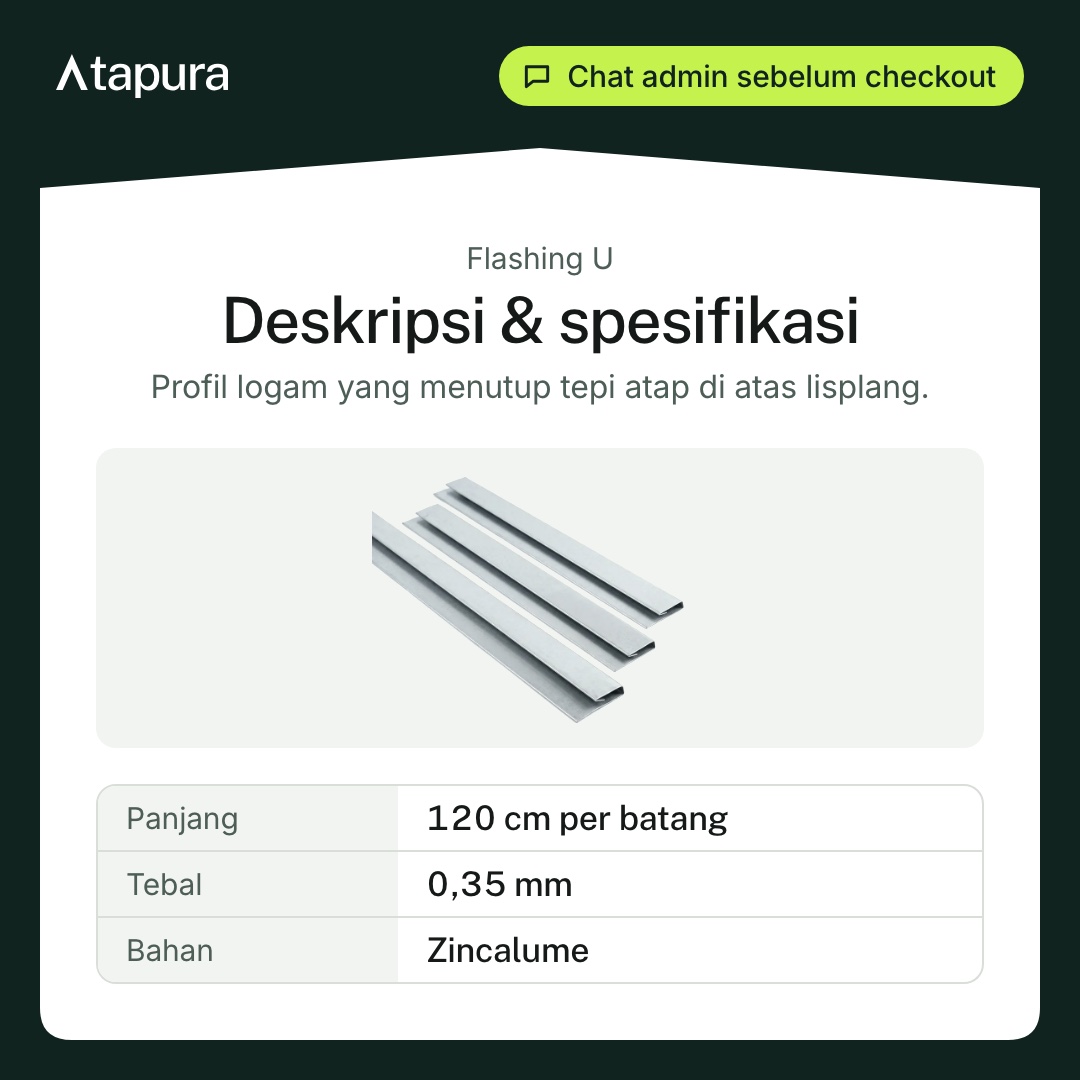 Atapura
Chat admin sebelum checkout
Flashing U
Deskripsi & spesifikasi
Profil logam yang menutup tepi atap di atas lisplang.
Panjang 120 cm per batang
Tebal 0,35 mm
Bahan Zincalume